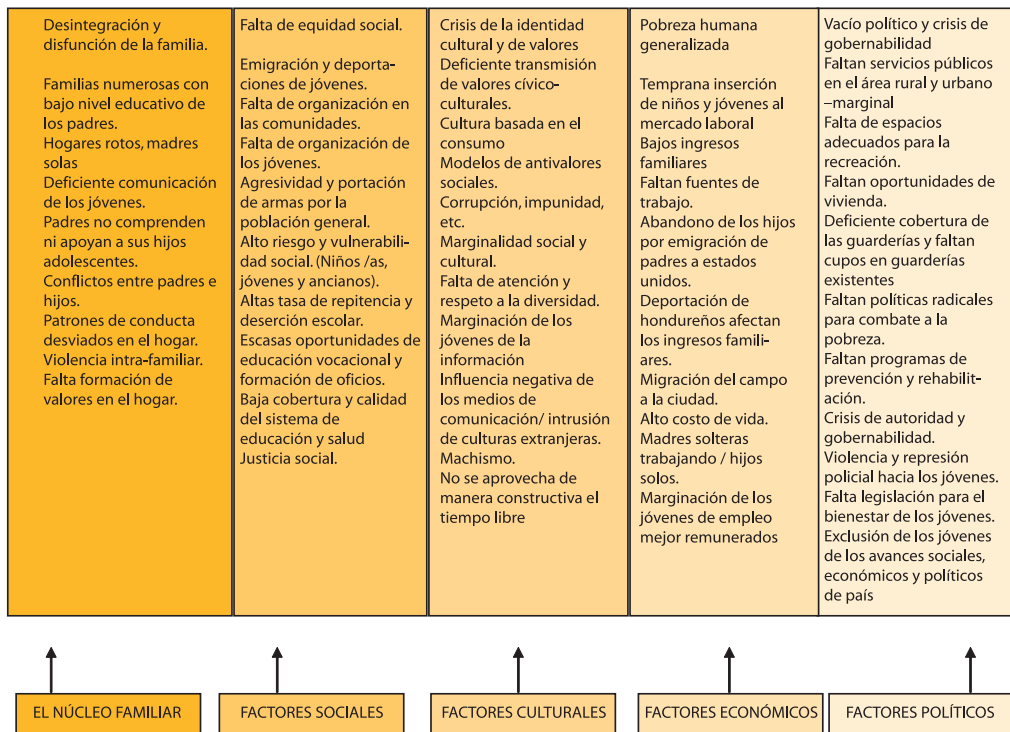 Desintegración y
disfunción de la familia.
Familias numerosas con
bajo nivel educativo de
los padres.
Hogares rotos, madres
solas
Deficiente comunicación
de los jóvenes.
Padres no comprenden
ni apoyan a sus hijos
adolescentes.
Conflictos entre padres e
hijos.
Patrones de conducta
desviados en el hogar.
Violencia intra-familiar.
Falta formación de
valores en el hogar.
Falta de equidad social.
Emigración y deporta-
ciones de jóvenes.
Falta de organización en
las comunidades.
Falta de organización de
los jóvenes.
Agresividad y portación
de armas por la
población general.
Alto riesgo y vulnerabili-
dad social. (Niños /as,
jóvenes y ancianos).
Altas tasa de repitencia y
deserción escolar.
Escasas oportunidades de
educación vocacional y
formación de oficios.
Baja cobertura y calidad
del sistema de
educación y salud
Justicia social.
Crisis de la identidad
cultural y de valores
Deficiente transmisión
de valores cívico-
culturales.
Cultura basada en el
consumo
Modelos de antivalores
sociales.
Corrupción, impunidad,
etc.
Marginalidad social y
cultural.
Falta de atención y
respeto a la diversidad.
Marginación de los
jóvenes de la
información
Influencia negativa de
los medios de
comunicación/ intrusión
de culturas extranjeras.
Machismo.
No se aprovecha de
manera constructiva el
tiempo libre
Pobreza humana
generalizada
Temprana inserción
de niños y jóvenes al
mercado laboral
Bajos ingresos
familiares
Faltan fuentes de
trabajo.
Abandono de los hijos
por emigración de
padres a estados
unidos.
Deportación de
hondureños afectan
los ingresos famili-
ares.
Migración del campo
a la ciudad.
Alto costo de vida.
Madres solteras
trabajando / hijos
solos.
Marginación de los
jóvenes de empleo
mejor remunerados
Vacío político y crisis de
gobernabilidad
Faltan servicios públicos
en el área rural y urbano
–marginal
Falta de espacios
adecuados para la
recreación.
Faltan oportunidades de
vivienda.
Deficiente cobertura de
las guarderías y faltan
cupos en guarderías
existentes
Faltan políticas radicales
para combate a la
pobreza.
Faltan programas de
prevención y rehabilit-
ación.
Crisis de autoridad y
gobernabilidad.
Violencia y represión
policial hacia los jóvenes.
Falta legislación para el
bienestar de los jóvenes.
Exclusión de los jóvenes
de los avances sociales,
económicos y políticos
de país
EL NÚCLEO FAMILIAR
FACTORES SOCIALES
FACTORES CULTURALES
FACTORES ECONÓMICOS
FACTORES POLÍTICOS